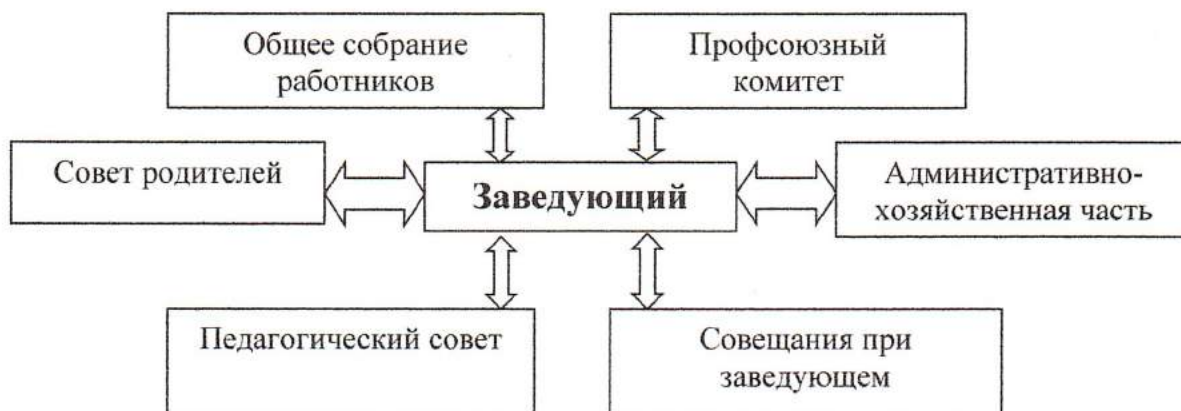 Общее собрание
работников
Профсоюзный
комитет
Совет родителей
Заведующий
Административно-
хозяйственная часть
Педагогический совет
Совещания при
заведующем